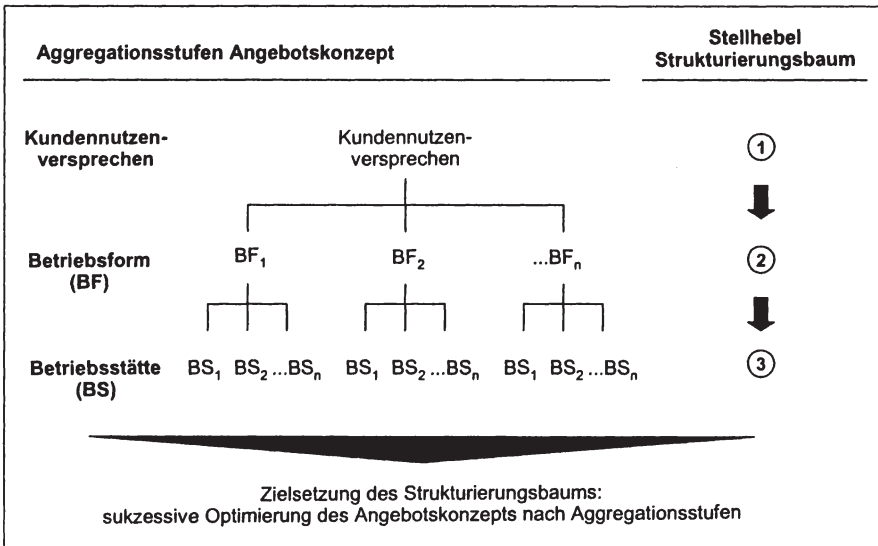 Aggregationsstufen Angebotskonzept
Stellhebel
Strukturierungsbaum
Kundennutzen-
versprechen
Kundennutzen-
versprechen
1
Betriebsform
(BF)
BF₁ BF₂ ...BFₙ
2
Betriebsstätte
(BS)
BS₁ BS₂ ...BSₙ BS₁ BS₂ ...BSₙ BS₁ BS₂ ...BSₙ
3
Zielsetzung des Strukturierungsbaums:
sukzessive Optimierung des Angebotskonzepts nach Aggregationsstufen